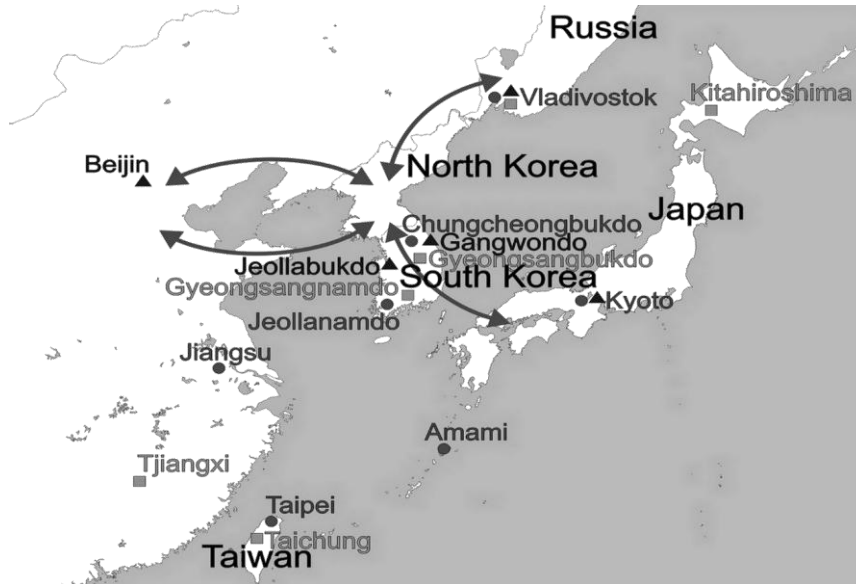 Russia
Vladivostok
Kitahiroshima
Beijin
North Korea
Japan
Chungcheongbukdo
Gangwondo
Jeollabukdo
Gyeongsangbukdo
South Korea
Gyeongsangnamdo
Kyoto
Jeollanamdo
Jiangsu
Amami
Tjiangxi
Taipei
Taichung
Taiwan